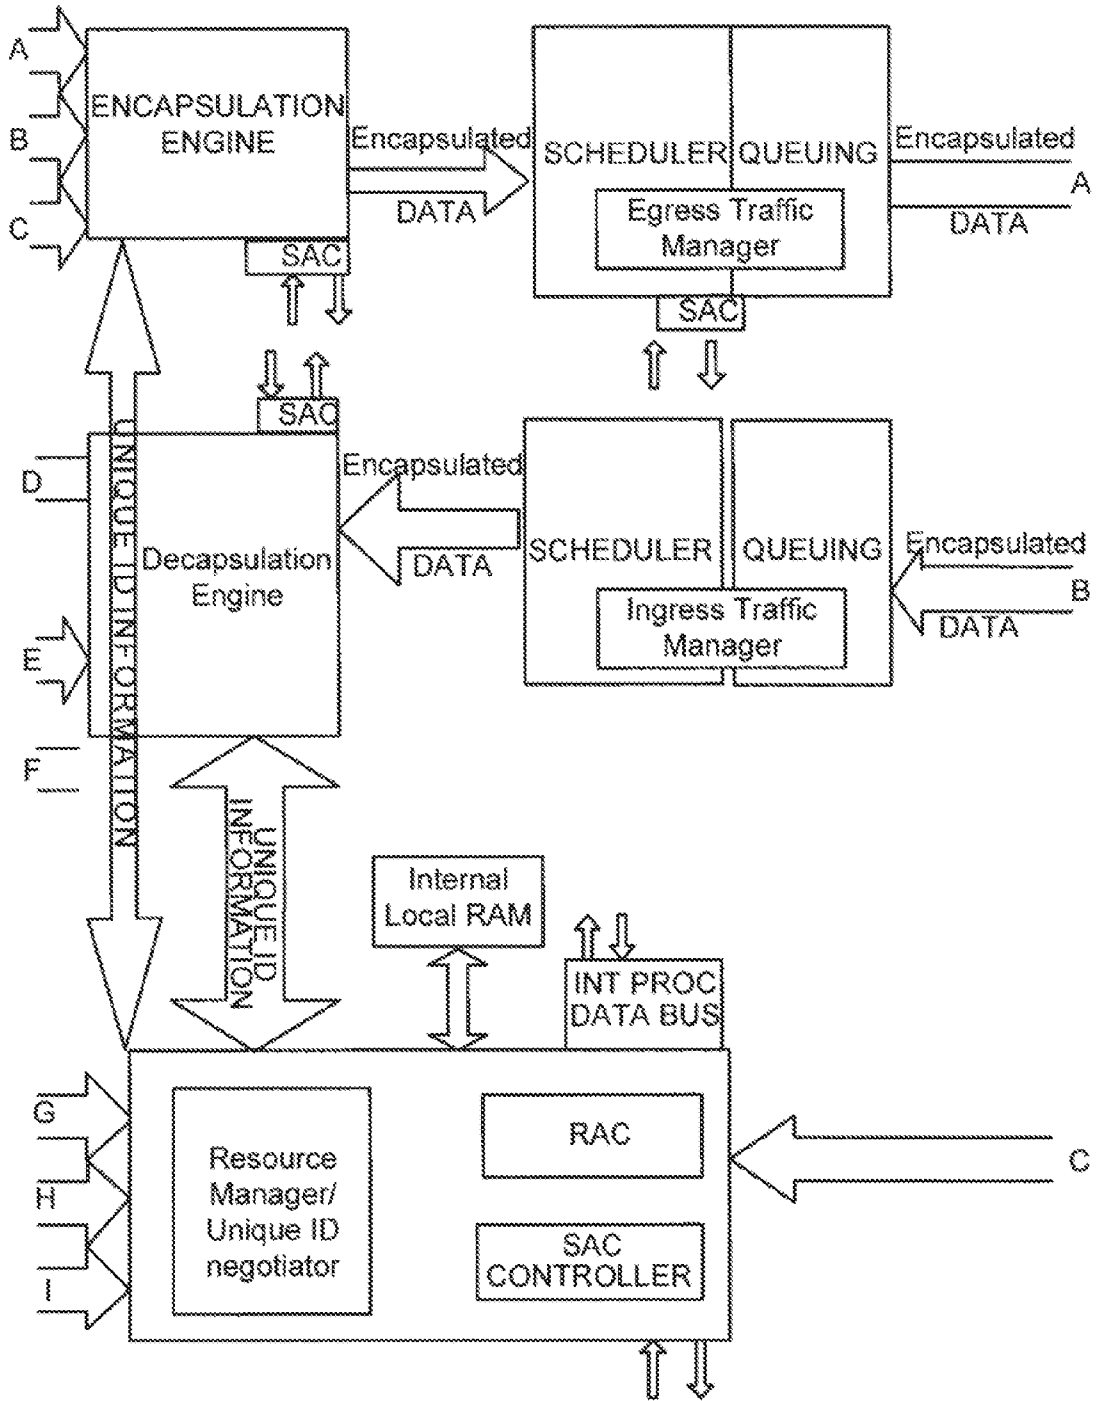 A
B
C
ENCAPSULATION
ENGINE
SAC
Encapsulated
DATA
SCHEDULER
QUEUING
Egress Traffic
Manager
SAC
Encapsulated
A
DATA
SAC
D
E
F
UNIQUE ID INFORMATION
Decapsulation
Engine
Encapsulated
DATA
SCHEDULER
QUEUING
Ingress Traffic
Manager
Encapsulated
B
DATA
UNIQUE ID
INFORMATION
Internal
Local RAM
INT PROC
DATA BUS
G
H
I
Resource
Manager/
Unique ID
negotiator
RAC
SAC
CONTROLLER
C